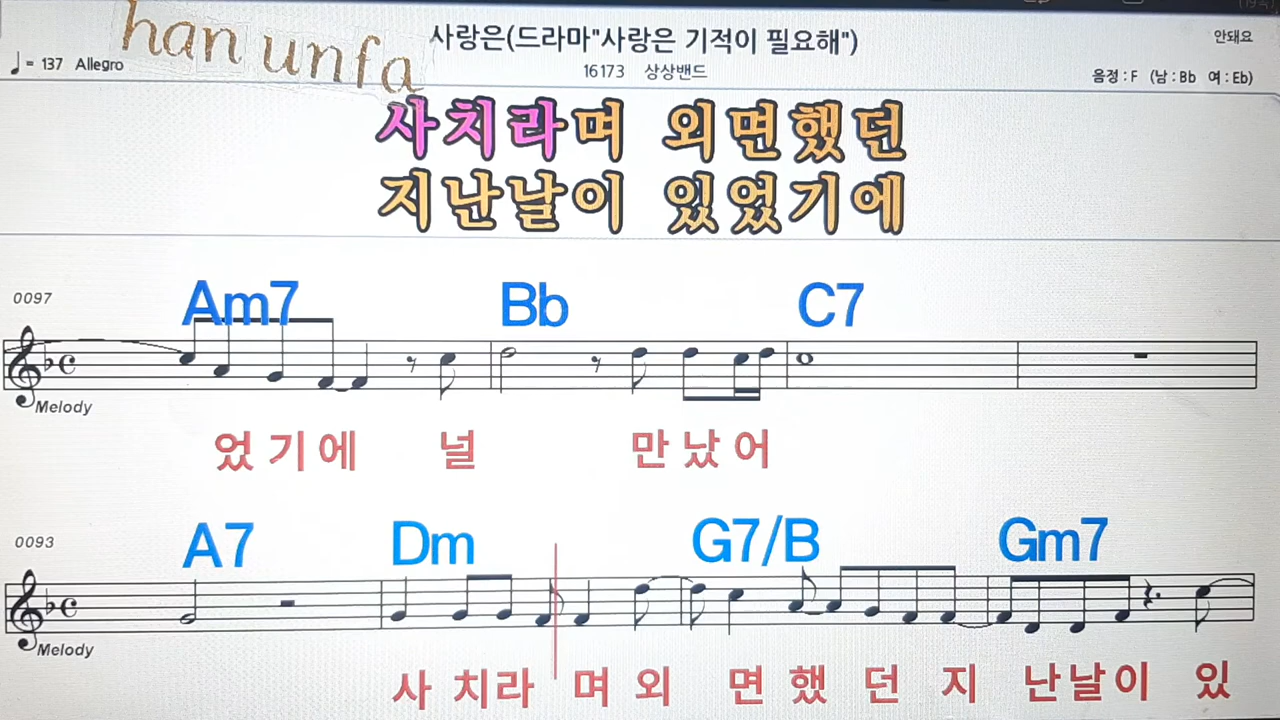 han unfa
사랑은(드라마"사랑은 기적이 필요해")
안돼요
♩= 137 Allegro
16173 상상밴드
음정 : F (남 : Bb 여 : Eb)
사치라며 외면했던
지난날이 있었기에
0097
Am7 Bb C7
Melody
었 기 에 널 만 났 어
0093
A7 Dm G7/B Gm7
Melody
사 치 라 며 외 면 했 던 지 난 날 이 있